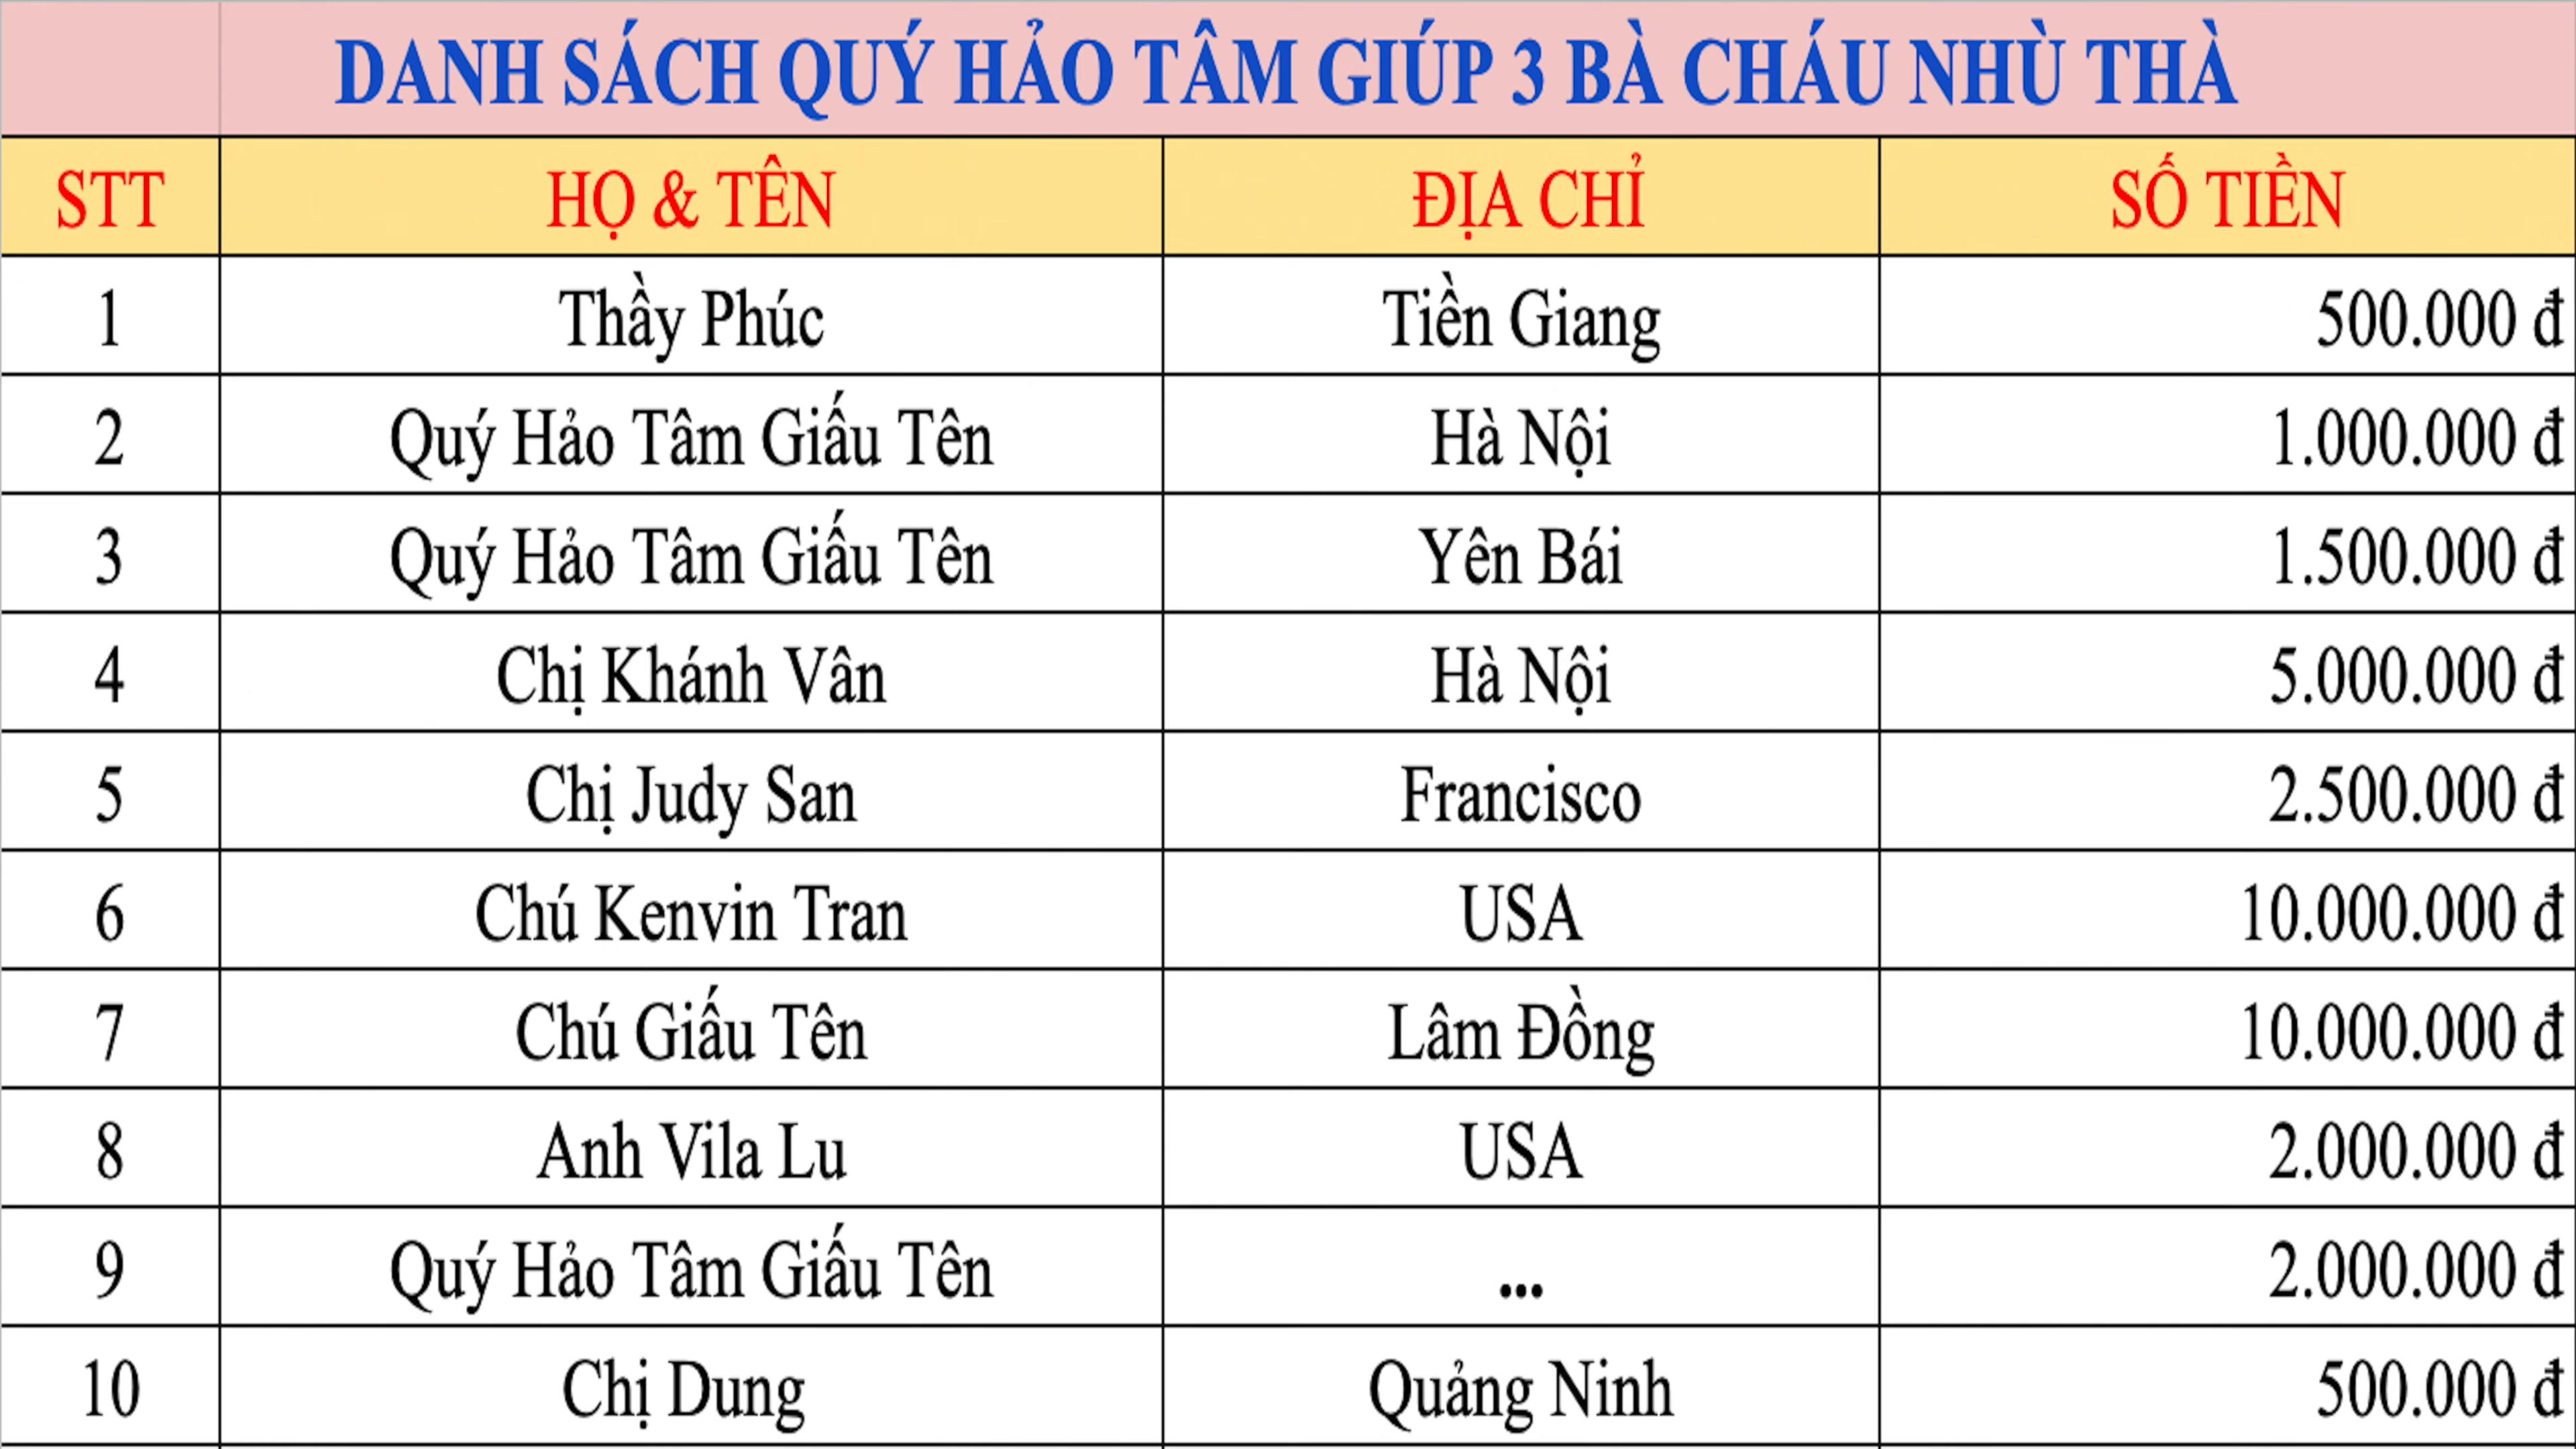 DANH SÁCH QUÝ HẢO TÂM GIÚP 3 BÀ CHÁU NHÙ THÀ
STT HỌ & TÊN ĐỊA CHỈ SỐ TIỀN
1 Thầy Phúc Tiền Giang 500.000 đ
2 Quý Hảo Tâm Giấu Tên Hà Nội 1.000.000 đ
3 Quý Hảo Tâm Giấu Tên Yên Bái 1.500.000 đ
4 Chị Khánh Vân Hà Nội 5.000.000 đ
5 Chị Judy San Francisco 2.500.000 đ
6 Chú Kenvin Tran USA 10.000.000 đ
7 Chú Giấu Tên Lâm Đồng 10.000.000 đ
8 Anh Vila Lu USA 2.000.000 đ
9 Quý Hảo Tâm Giấu Tên ... 2.000.000 đ
10 Chị Dung Quảng Ninh 500.000 đ